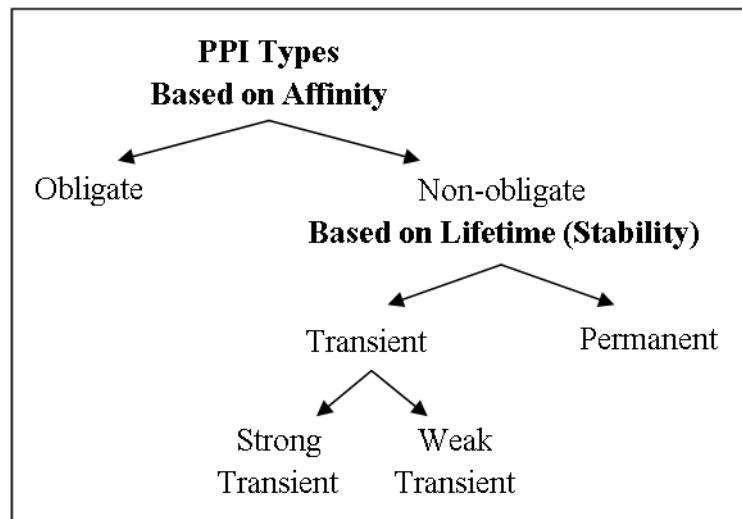 PPI Types
Based on Affinity
Obligate
Non-obligate
Based on Lifetime (Stability)
Transient
Permanent
Strong
Transient
Weak
Transient